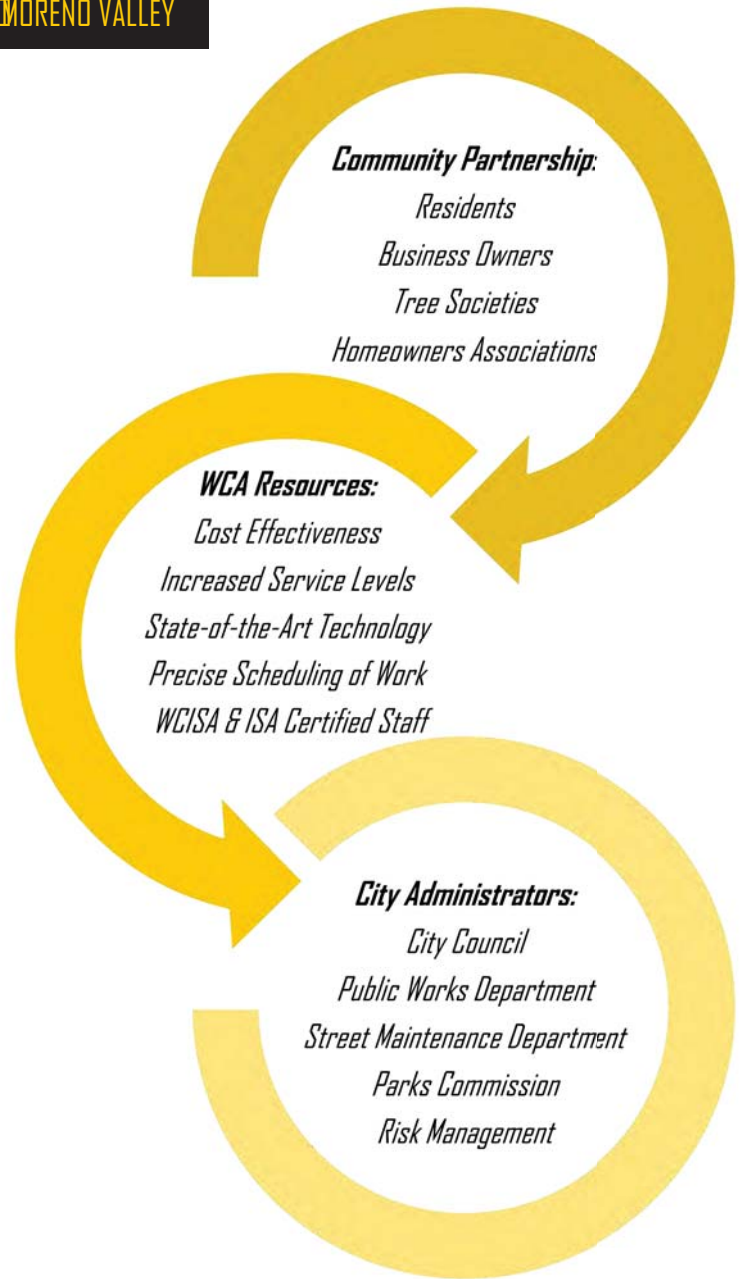 MORENO VALLEY
Community Partnership:
Residents
Business Owners
Tree Societies
Homeowners Associations
WCA Resources:
Cost Effectiveness
Increased Service Levels
State-of-the-Art Technology
Precise Scheduling of Work
WCISA & ISA Certified Staff
City Administrators:
City Council
Public Works Department
Street Maintenance Department
Parks Commission
Risk Management